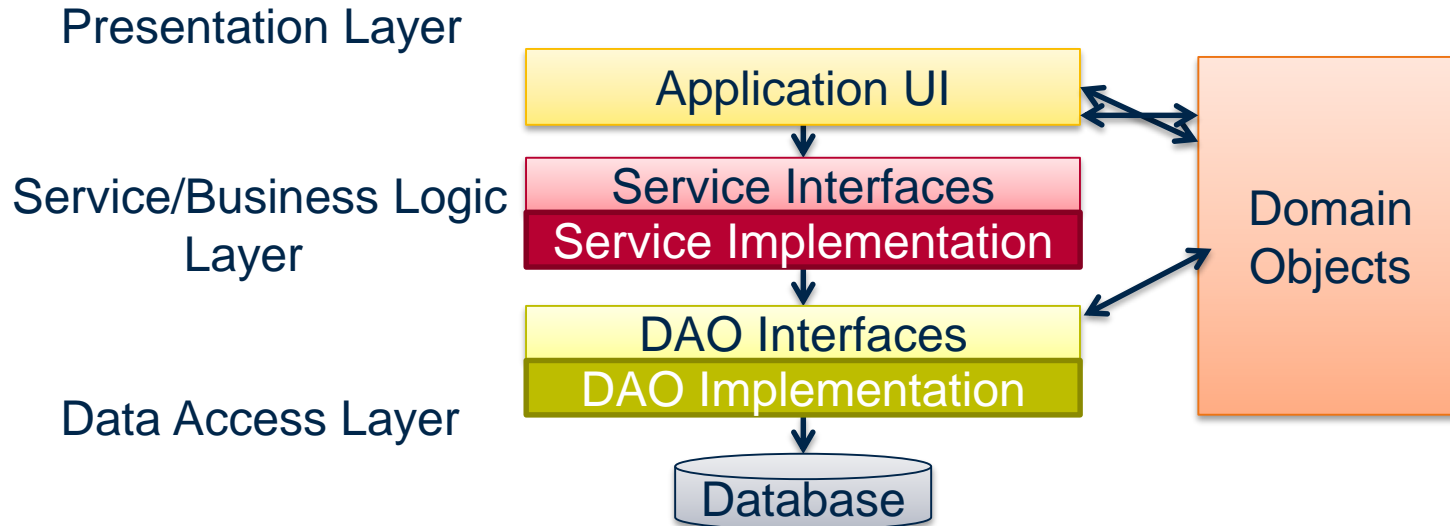 Presentation Layer
Application UI
Service/Business Logic
Layer
Service Interfaces
Service Implementation
Domain
Objects
DAO Interfaces
DAO Implementation
Data Access Layer
Database